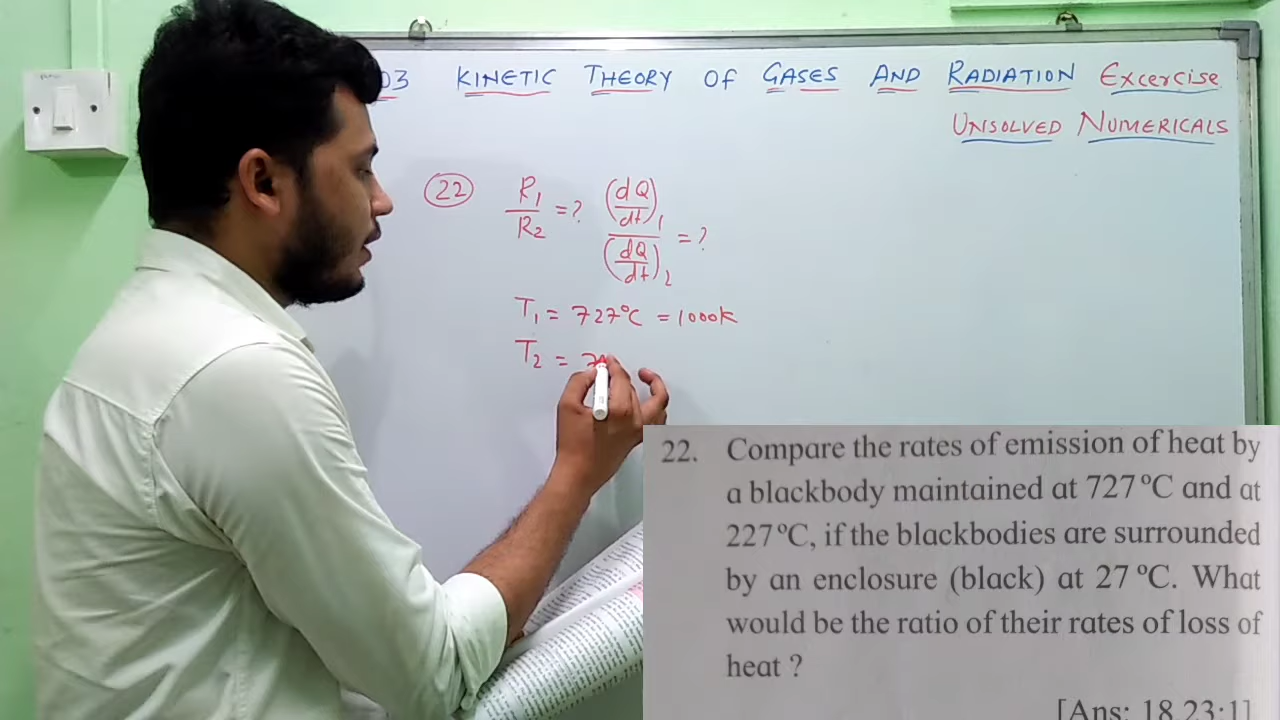 03 KINETIC THEORY OF GASES AND RADIATION Excercise
UNSOLVED NUMERICALS
22 R1/R2 = ? (dQ/dt)1/(dQ/dt)2 = ?
T1 = 727°C = 1000K
T2 =
22. Compare the rates of emission of heat by
a blackbody maintained at 727 °C and at
227 °C, if the blackbodies are surrounded
by an enclosure (black) at 27 °C. What
would be the ratio of their rates of loss of
heat ?
[Ans: 18.23:1]